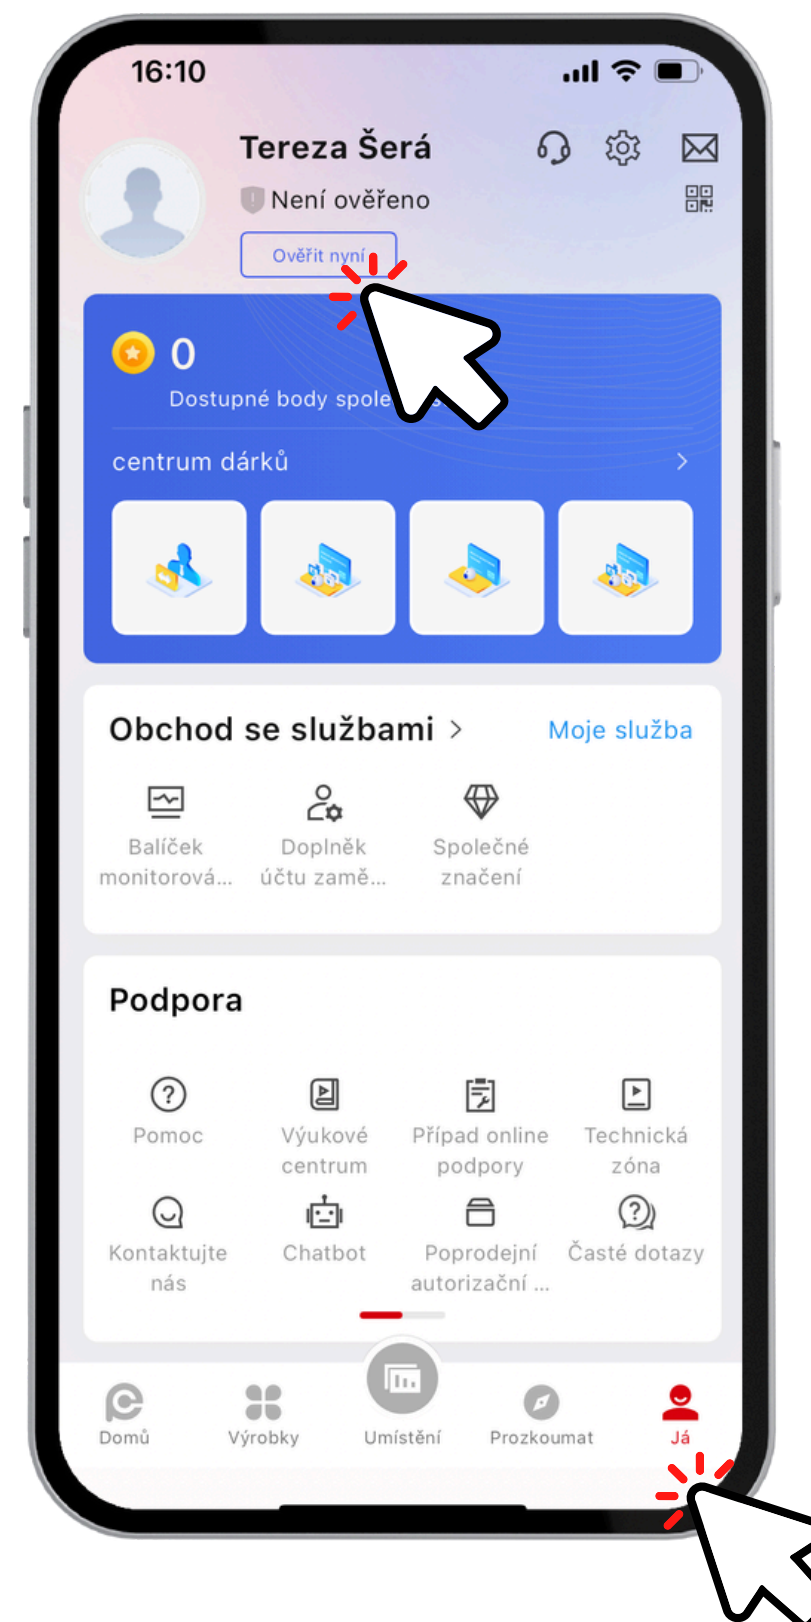 16:10
Tereza Šerá
Není ověřeno
Ověřit nyní
0
Dostupné body
centrum dárků
Obchod se službami >
Moje služba
Balíček
monitorová...
Doplněk
účtu zamě...
Společné
značení
Podpora
Pomoc
Výukové
centrum
Případ online
podpory
Technická
zóna
Kontaktujte
nás
Chatbot
Poprodejní
autorizační ...
Časté dotazy
Domů
Výrobky
Umístění
Prozkoumat
Já